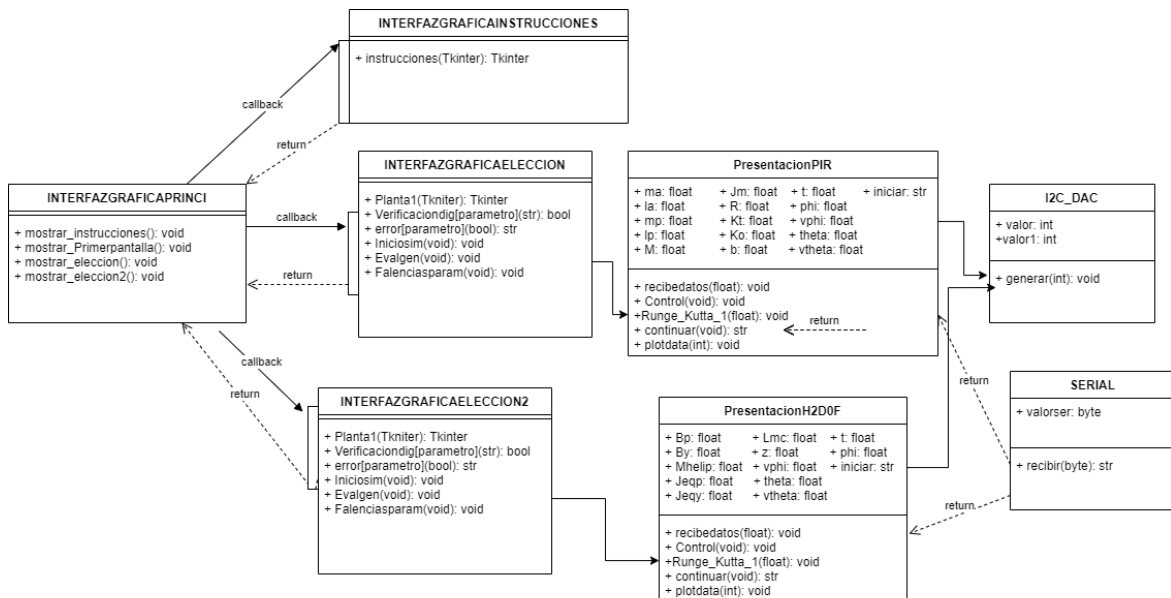 INTERFAZGRAFICAINSTRUCCIONES
+ instrucciones(Tkinter): Tkinter
callback
return
INTERFAZGRAFICAPRINCI
+ mostrar_instrucciones(): void
+ mostrar_Primerpantalla(): void
+ mostrar_eleccion(): void
+ mostrar_eleccion2(): void
callback
return
INTERFAZGRAFICAELECCION
+ Planta1(Tkniter): Tkinter
+ Verificaciondig[parametro](str): bool
+ error[parametro](bool): str
+ Iniciosim(void): void
+ Evalgen(void): void
+ Falenciasparam(void): void
PresentacionPIR
+ ma: float + Jm: float + t: float + iniciar: str
+ la: float + R: float + phi: float
+ mp: float + Kt: float + vphi: float
+ lp: float + Ko: float + theta: float
+ M: float + b: float + vtheta: float
+ recibedatos(float): void
+ Control(void): void
+Runge_Kutta_1(float): void
+ continuar(void): str
+ plotdata(int): void
return
I2C_DAC
+ valor: int
+valor1: int
+ generar(int): void
callback
return
INTERFAZGRAFICAELECCION2
+ Planta1(Tkniter): Tkinter
+ Verificaciondig[parametro](str): bool
+ error[parametro](bool): str
+ Iniciosim(void): void
+ Evalgen(void): void
+ Falenciasparam(void): void
PresentacionH2D0F
+ Bp: float + Lmc: float + t: float
+ By: float + z: float + phi: float
+ Mhelip: float + vphi: float + iniciar: str
+ Jeqp: float + theta: float
+ Jeqy: float + vtheta: float
+ recibedatos(float): void
+ Control(void): void
+Runge_Kutta_1(float): void
+ continuar(void): str
+ plotdata(int): void
return
return
SERIAL
+ valorser: byte
+ recibir(byte): str